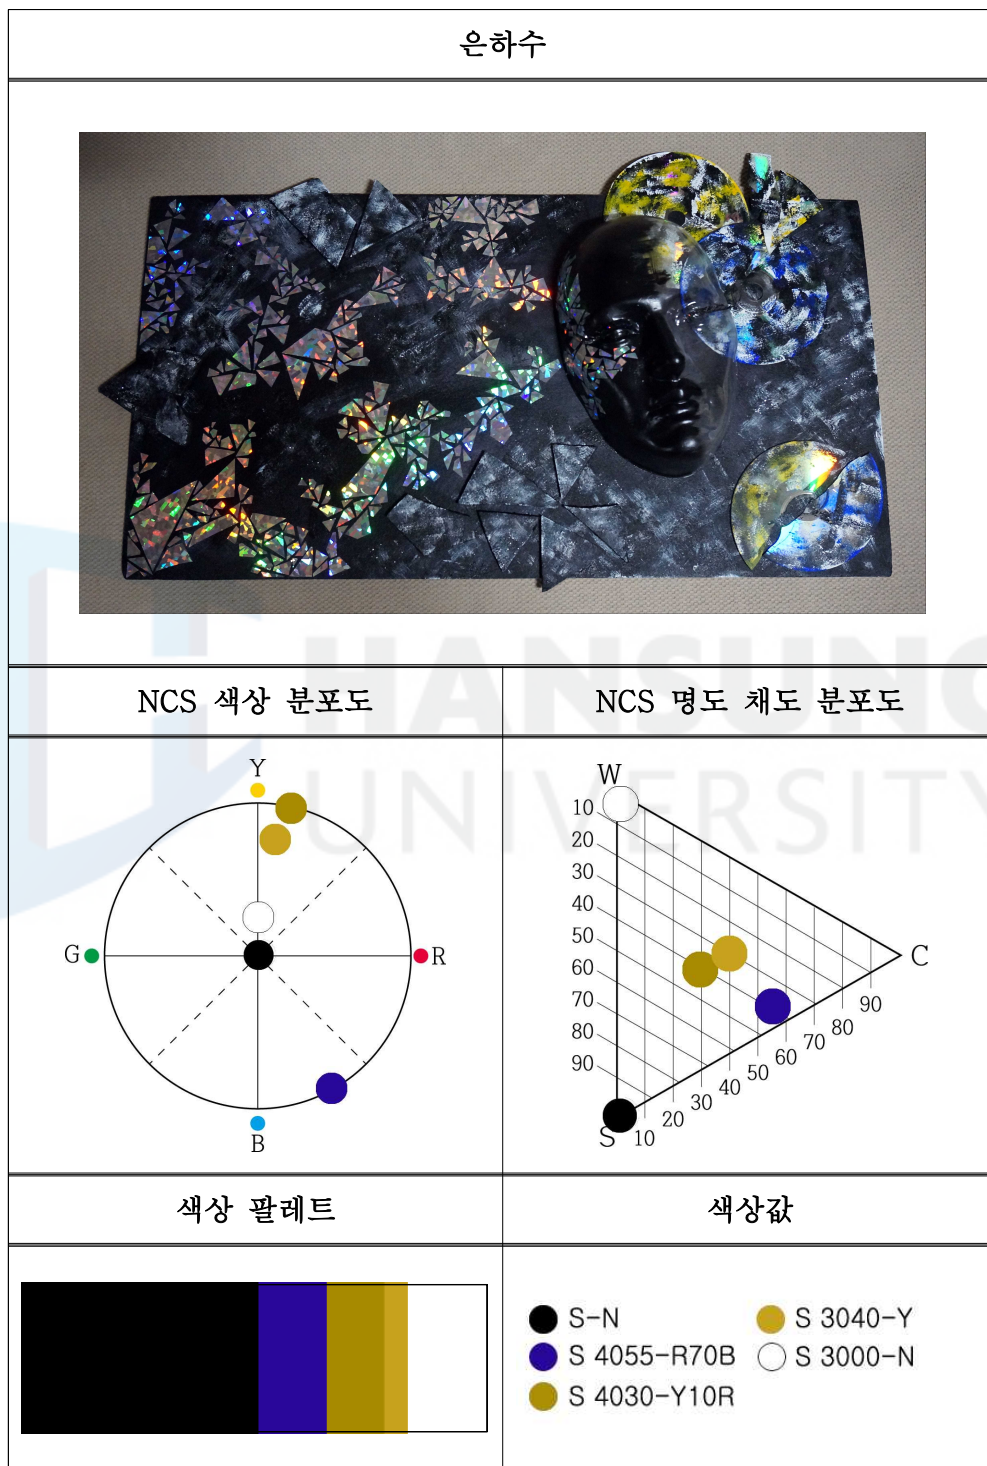 은하수
HANSUNG
UNIVERSITY
NCS 색상 분포도
NCS 명도 채도 분포도
Y
G
R
B
W
10
20
30
40
50
60
70
80
90
S
10
20
30
40
50
60
70
80
90
C
색상 팔레트
색상값
S-N
S 3040-Y
S 4055-R70B
S 3000-N
S 4030-Y10R